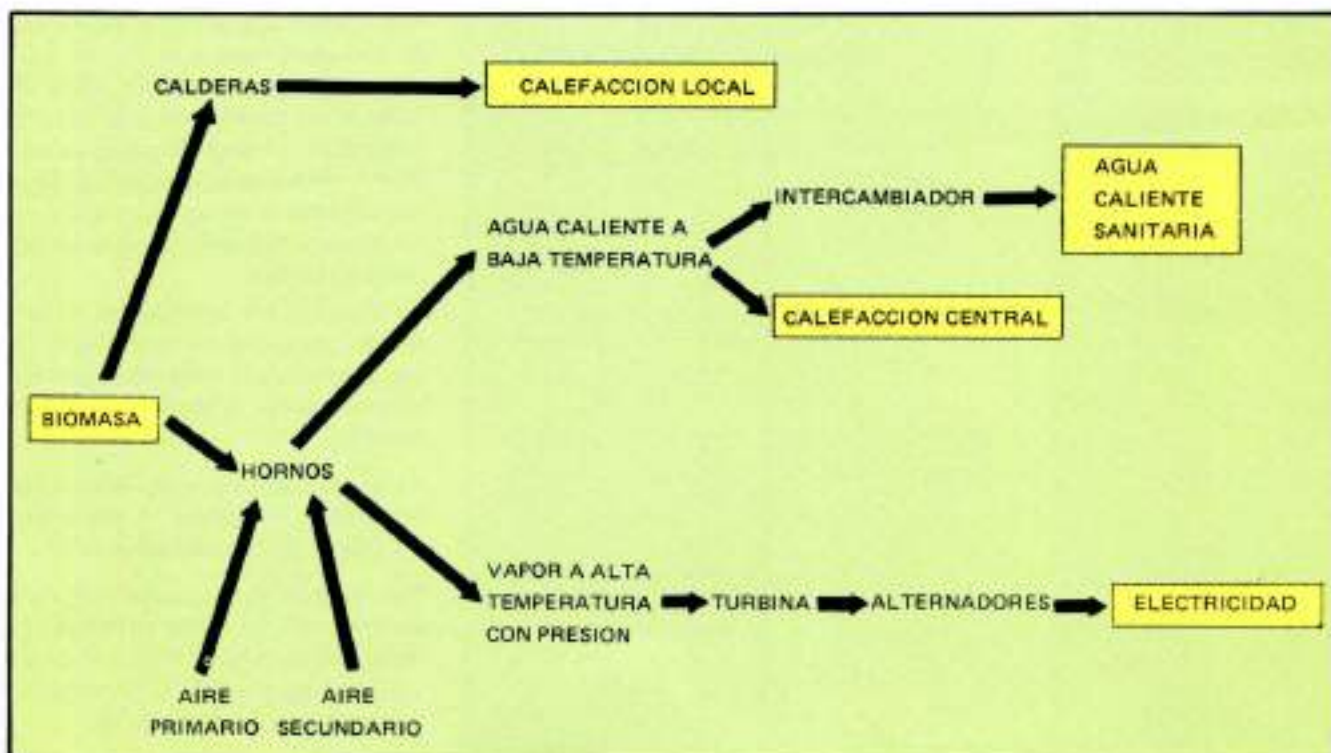 CALDERAS
CALEFACCION LOCAL
AGUA CALIENTE A
BAJA TEMPERATURA
INTERCAMBIADOR
AGUA
CALIENTE
SANITARIA
CALEFACCION CENTRAL
BIOMASA
HORNOS
AIRE
PRIMARIO
AIRE
SECUNDARIO
VAPOR A ALTA
TEMPERATURA
CON PRESION
TURBINA
ALTERNADORES
ELECTRICIDAD